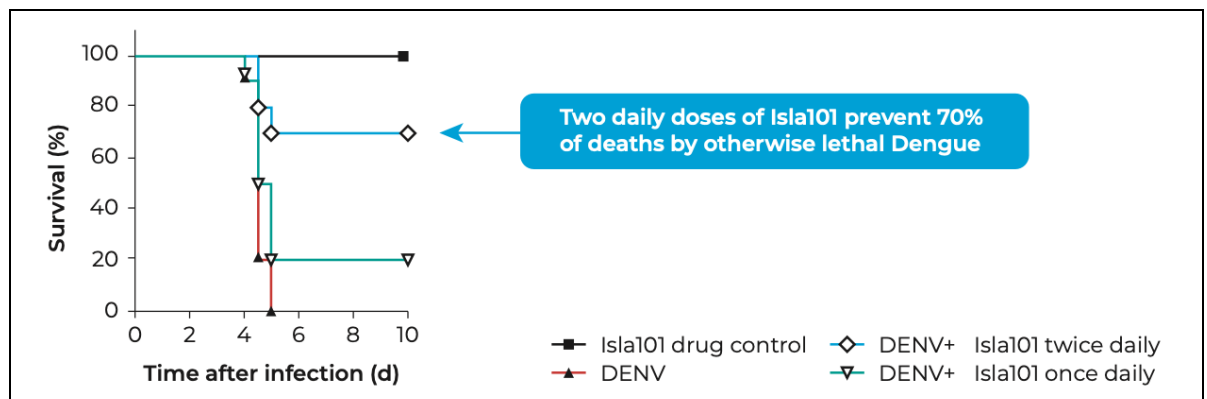 Survival (%)
100
80
60
40
20
0
0 2 4 6 8 10
Time after infection (d)
Two daily doses of Isla101 prevent 70%
of deaths by otherwise lethal Dengue
Isla101 drug control
DENV
DENV+ Isla101 twice daily
DENV+ Isla101 once daily